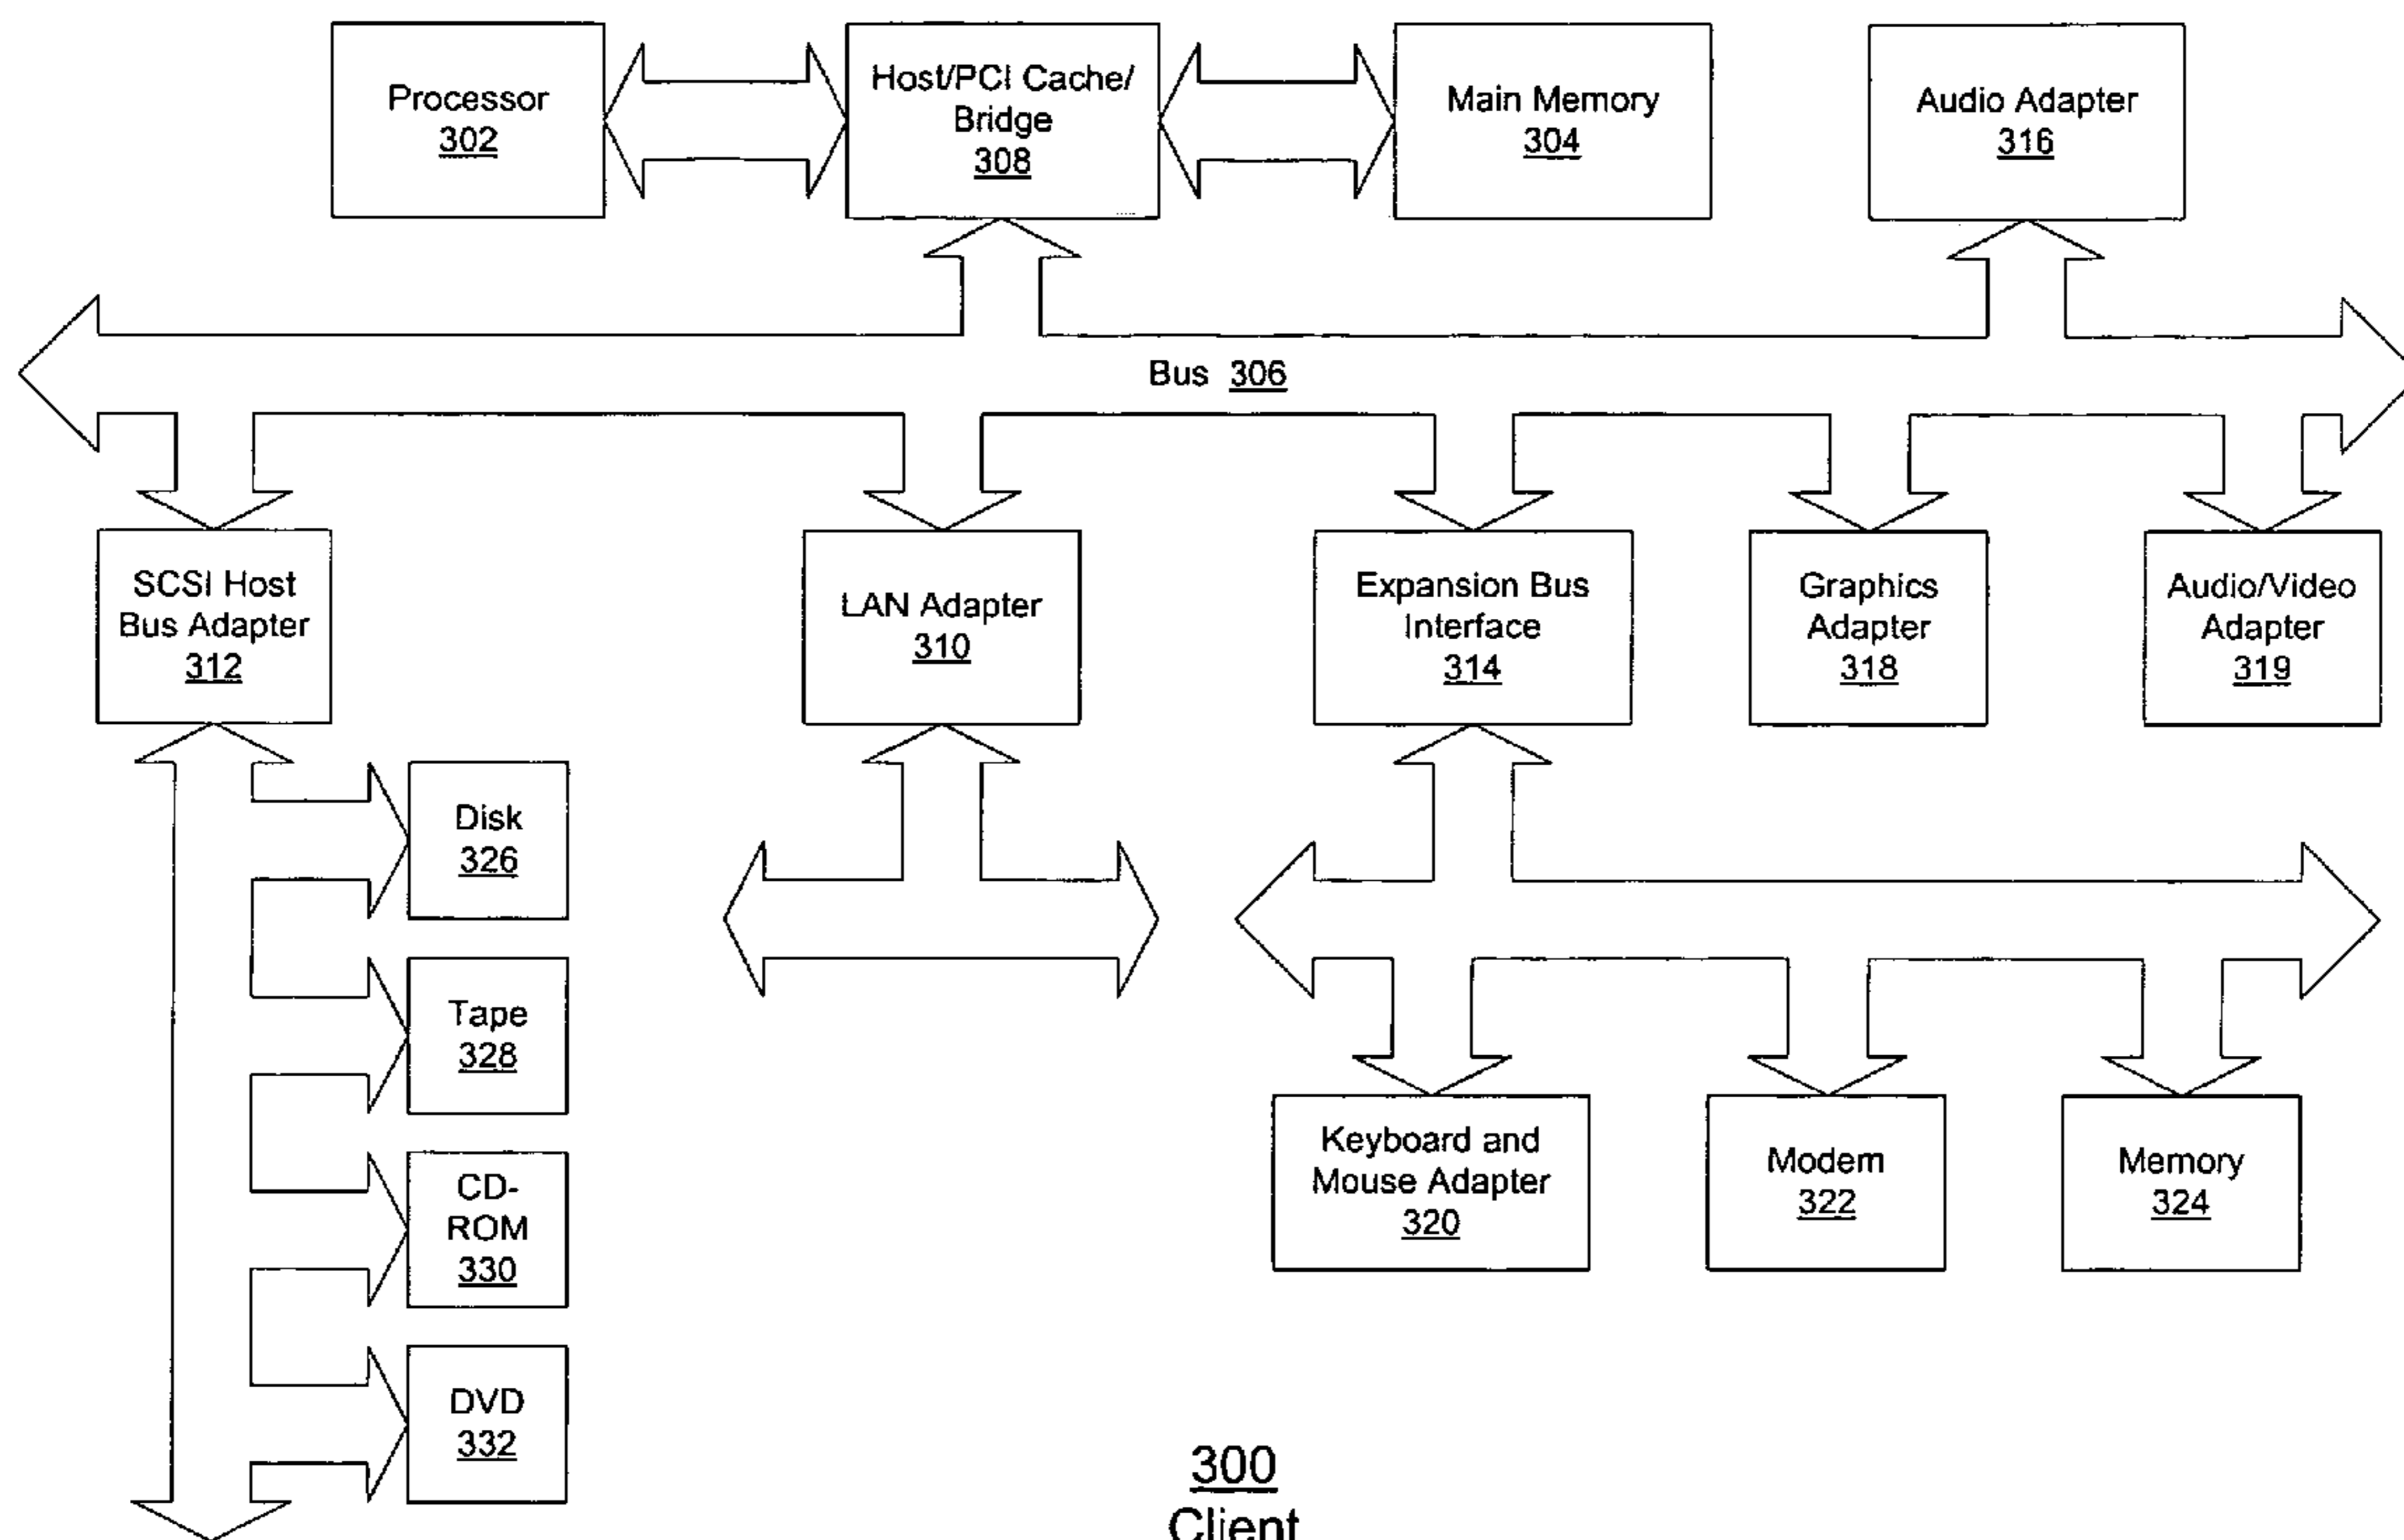 Processor
302
Host/PCI Cache/
Bridge
308
Main Memory
304
Audio Adapter
316
Bus 306
SCSI Host
Bus Adapter
312
LAN Adapter
310
Expansion Bus
Interface
314
Graphics
Adapter
318
Audio/Video
Adapter
319
Disk
326
Tape
328
CD-
ROM
330
DVD
332
Keyboard and
Mouse Adapter
320
Modem
322
Memory
324
300
Client